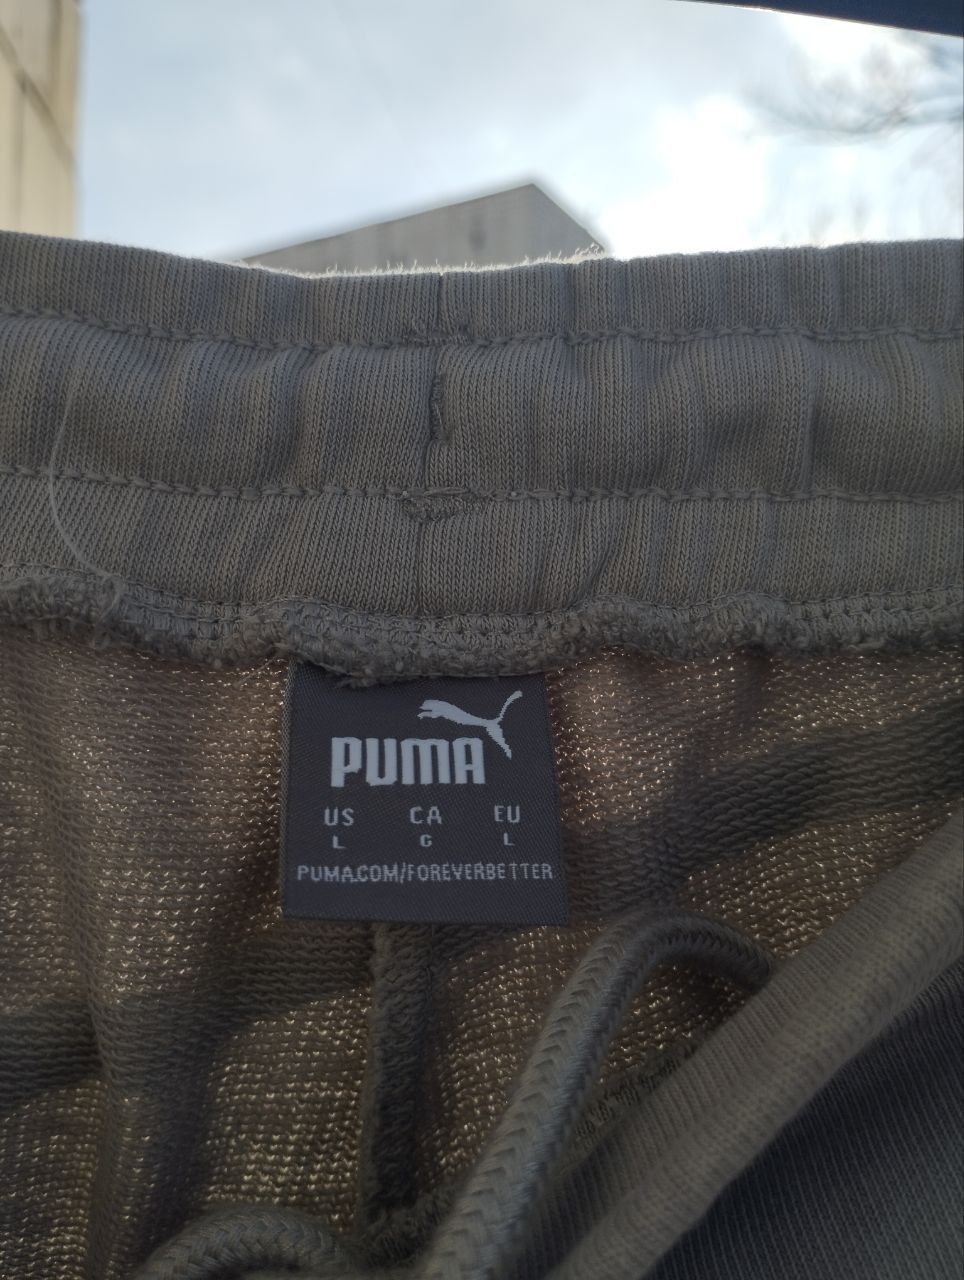 PUMA
US CA EU
L G L
PUMA.COM/FOREVERBETTER